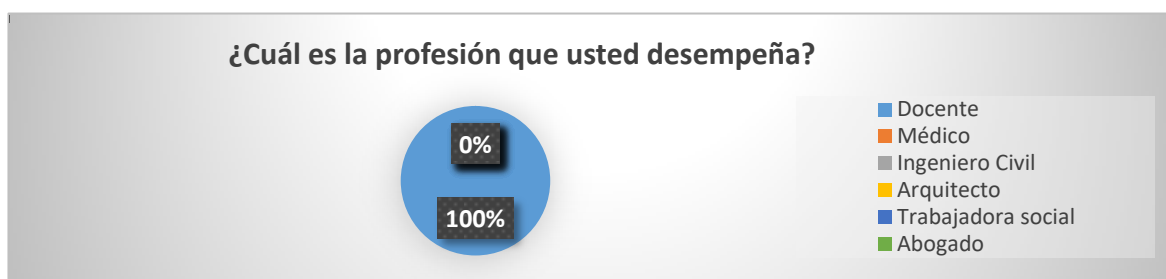 ¿Cuál es la profesión que usted desempeña?
0%
100%
Docente
Médico
Ingeniero Civil
Arquitecto
Trabajadora social
Abogado